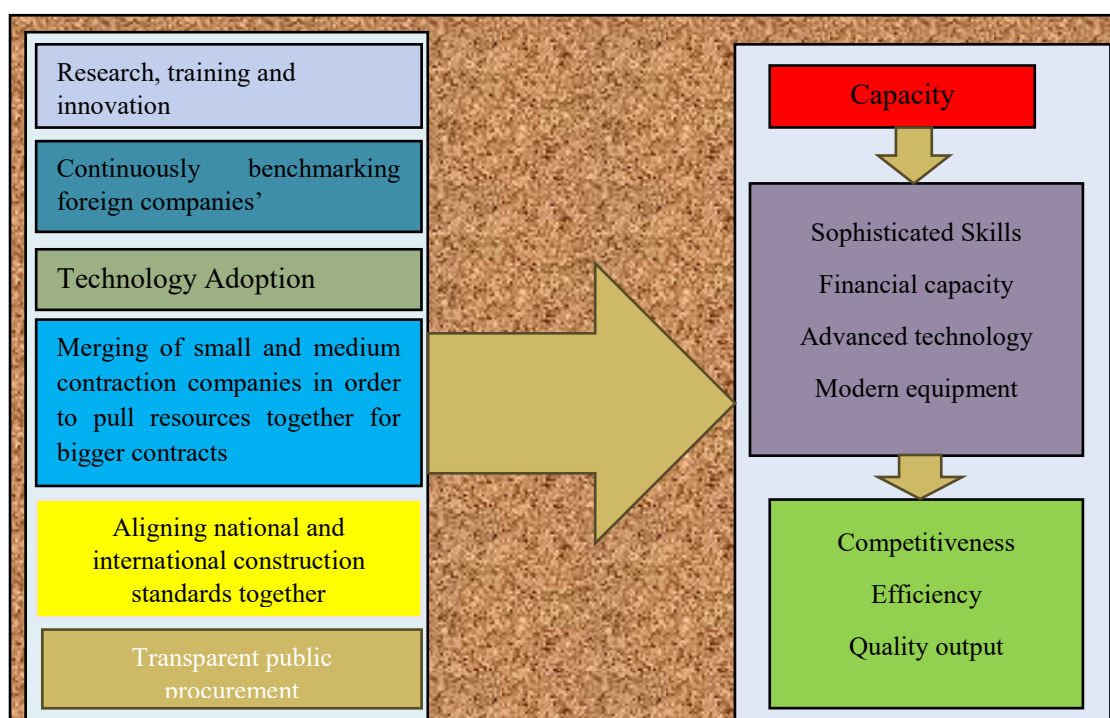 Research, training and
innovation
Continuously benchmarking
foreign companies’
Technology Adoption
Merging of small and medium
contraction companies in order
to pull resources together for
bigger contracts
Aligning national and
international construction
standards together
Transparent public
procurement
Capacity
Sophisticated Skills
Financial capacity
Advanced technology
Modern equipment
Competitiveness
Efficiency
Quality output